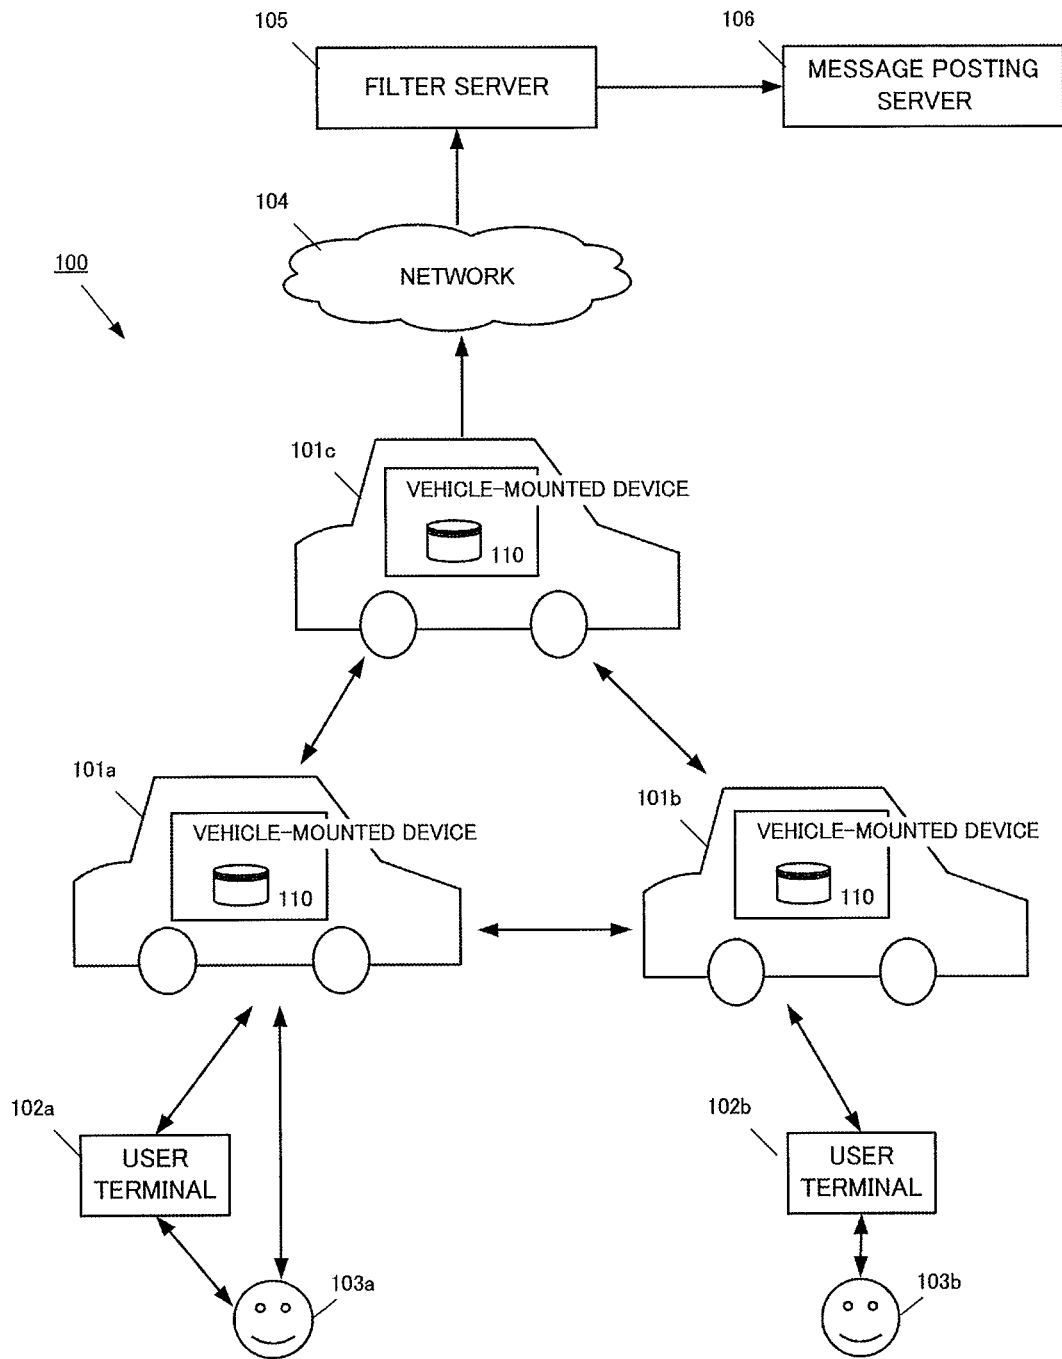 105
106
FILTER SERVER
MESSAGE POSTING
SERVER
104
NETWORK
100
101c
VEHICLE-MOUNTED DEVICE
110
101a
101b
VEHICLE-MOUNTED DEVICE
VEHICLE-MOUNTED DEVICE
110
110
102a
102b
USER
TERMINAL
USER
TERMINAL
103a
103b